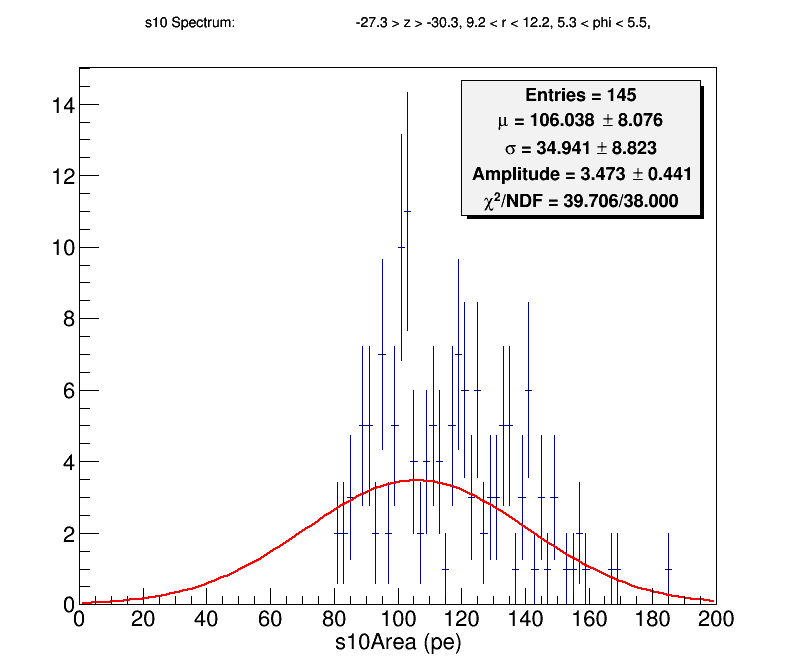 s10 Spectrum: -27.3 > z > -30.3, 9.2 < r < 12.2, 5.3 < phi < 5.5,
Entries = 145
μ = 106.038 ± 8.076
σ = 34.941 ± 8.823
Amplitude = 3.473 ± 0.441
χ²/NDF = 39.706/38.000
14
12
10
8
6
4
2
0
0 20 40 60 80 100 120 140 160 180 200
s10Area (pe)